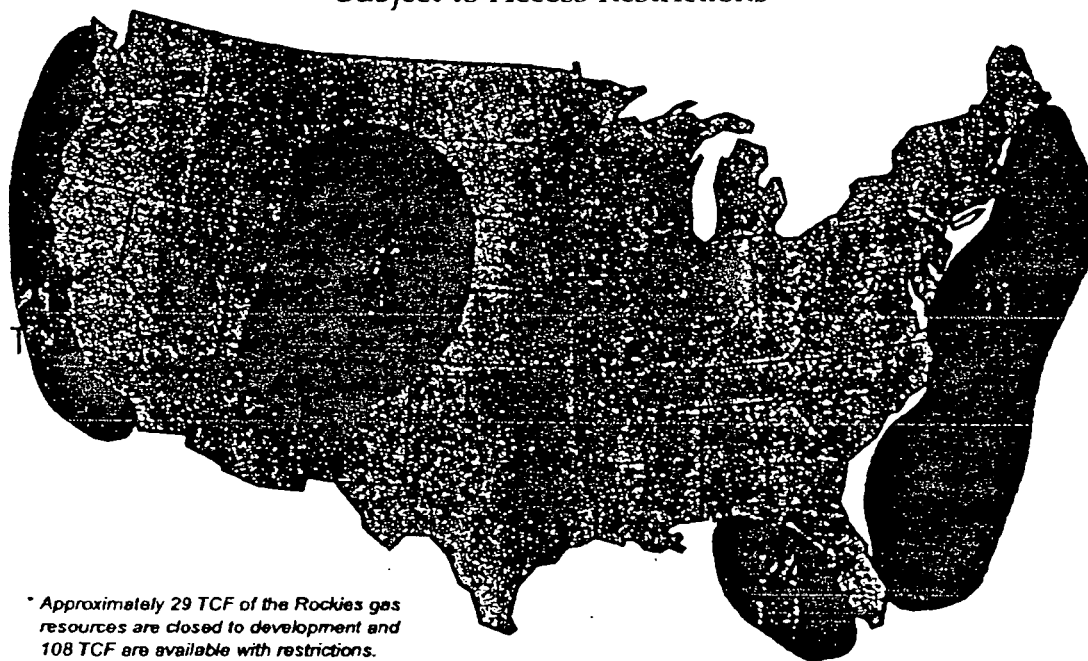 Subject to Access Restrictions
* Approximately 29 TCF of the Rockies gas
resources are closed to development and
108 TCF are available with restrictions.